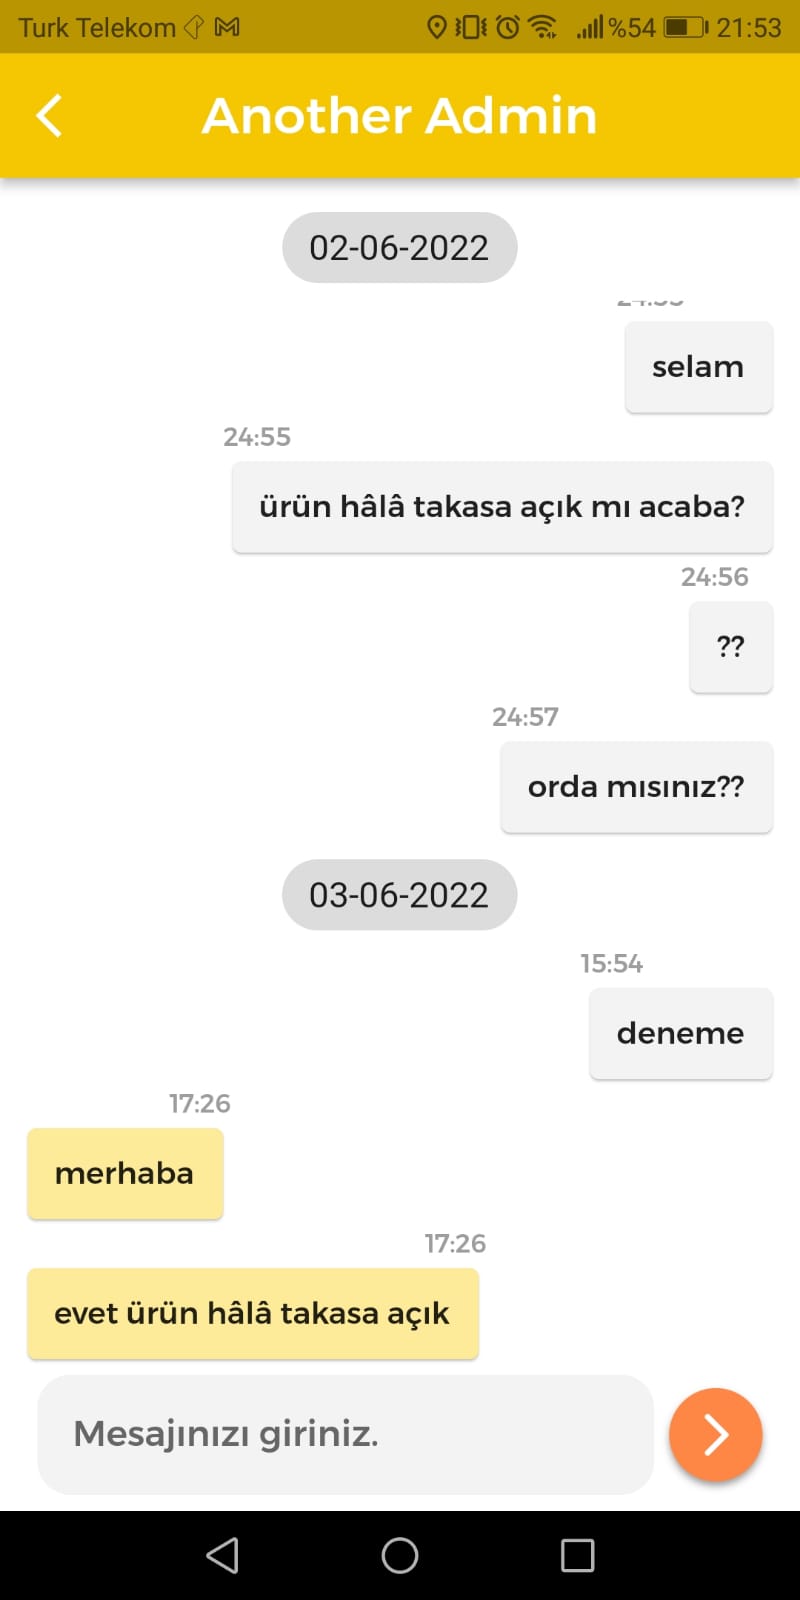 Turk Telekom %54 21:53
Another Admin
02-06-2022
selam
24:55
ürün hâlâ takasa açık mı acaba?
24:56
??
24:57
orda mısınız??
03-06-2022
15:54
deneme
17:26
merhaba
17:26
evet ürün hâlâ takasa açık
Mesajınızı giriniz.